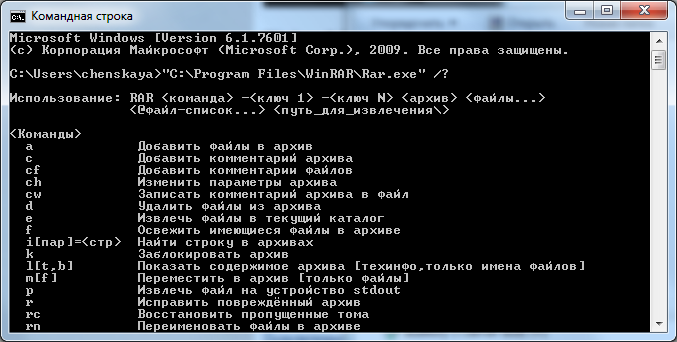 Командная строка
Microsoft Windows [Version 6.1.7601]
(c) Корпорация Майкрософт (Microsoft Corp.), 2009. Все права защищены.
C:\Users\chenskaya>"C:\Program Files\WinRAR\Rar.exe" /?
Использование: RAR <команда> -<ключ 1> -<ключ N> <архив> <файлы...>
<@файл-список...> <путь_для_извлечения\>
<Команды>
a Добавить файлы в архив
c Добавить комментарий архива
cf Добавить комментарии файлов
ch Изменить параметры архива
cw Записать комментарий архива в файл
d Удалить файлы из архива
e Извлечь файлы в текущий каталог
f Освежить имеющиеся файлы в архиве
i[пар]=<стр> Найти строку в архивах
k Заблокировать архив
l[t,b] Показать содержимое архива [техинфо,только имена файлов]
m[f] Переместить в архив [только файлы]
p Извлечь файл на устройство stdout
r Исправить повреждённый архив
rc Восстановить пропущенные тома
rn Переименовать файлы в архиве